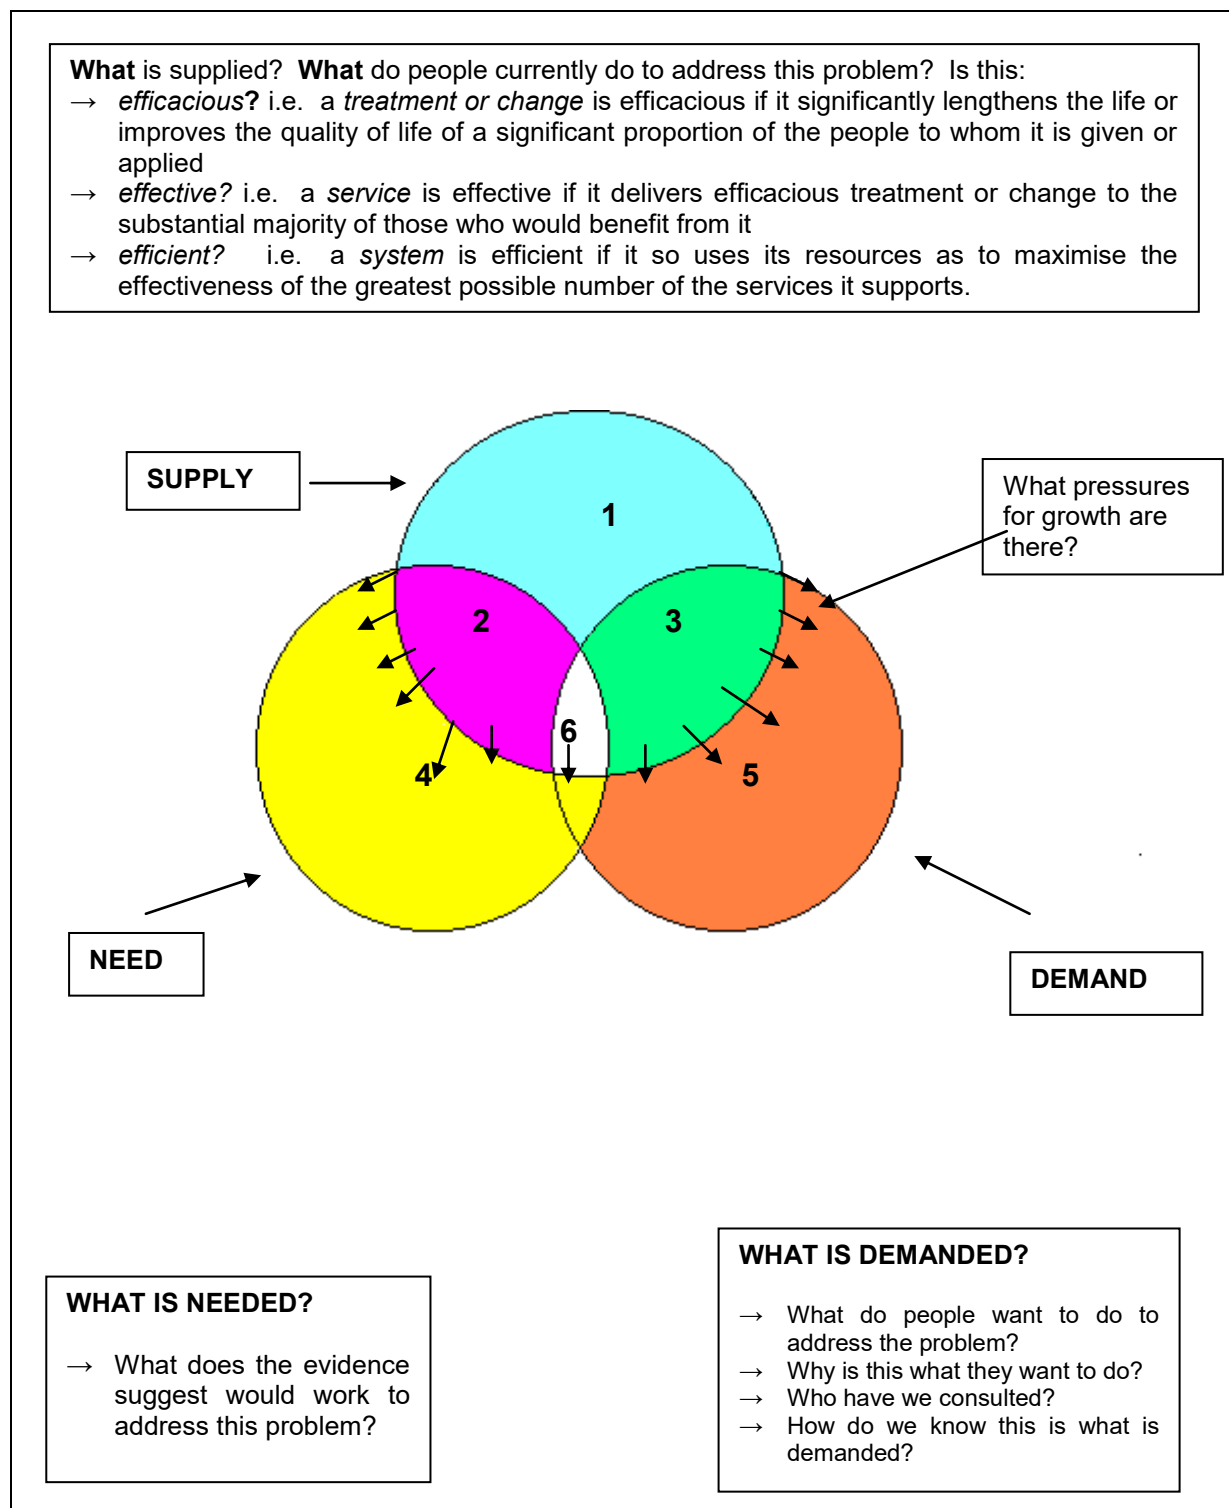 What is supplied? What do people currently do to address this problem? Is this:
→ efficacious? i.e. a treatment or change is efficacious if it significantly lengthens the life or
improves the quality of life of a significant proportion of the people to whom it is given or
applied
→ effective? i.e. a service is effective if it delivers efficacious treatment or change to the
substantial majority of those who would benefit from it
→ efficient? i.e. a system is efficient if it so uses its resources as to maximise the
effectiveness of the greatest possible number of the services it supports.
SUPPLY
What pressures
for growth are
there?
1
2
3
6
4
5
NEED
DEMAND
WHAT IS NEEDED?
→ What does the evidence
suggest would work to
address this problem?
WHAT IS DEMANDED?
→ What do people want to do to
address the problem?
→ Why is this what they want to do?
→ Who have we consulted?
→ How do we know this is what is
demanded?